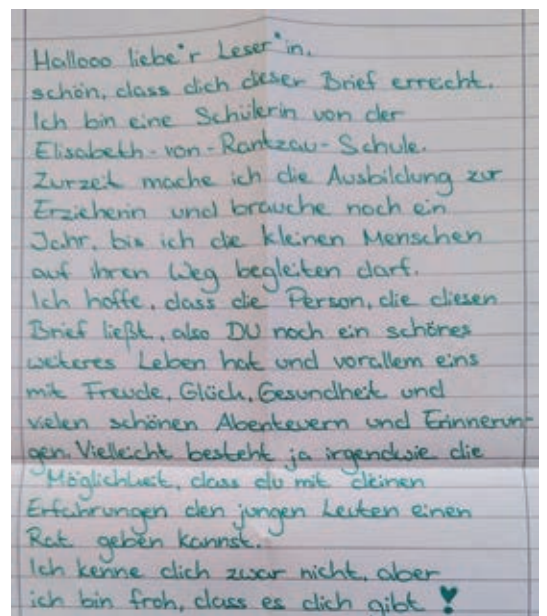 Hallooo liebe*r Leser*in,
schön, dass dich dieser Brief erreicht.
Ich bin eine Schülerin von der
Elisabeth-von-Rantzau-Schule.
Zurzeit mache ich die Ausbildung zur
Erzieherin und brauche noch ein
Jahr, bis ich die kleinen Menschen
auf ihren Weg begleiten darf.
Ich hoffe, dass die Person, die diesen
Brief ließt, also DU noch ein schönes
weiteres Leben hat und vorallem eins
mit Freude, Glück, Gesundheit und
vielen schönen Abenteuern und Erinnerun-
gen. Vielleicht besteht ja irgendwie die
Möglichkeit, dass du mit deinen
Erfahrungen den jungen Leuten einen
Rat geben kannst.
Ich kenne dich zwar nicht, aber
ich bin froh, dass es dich gibt ♥